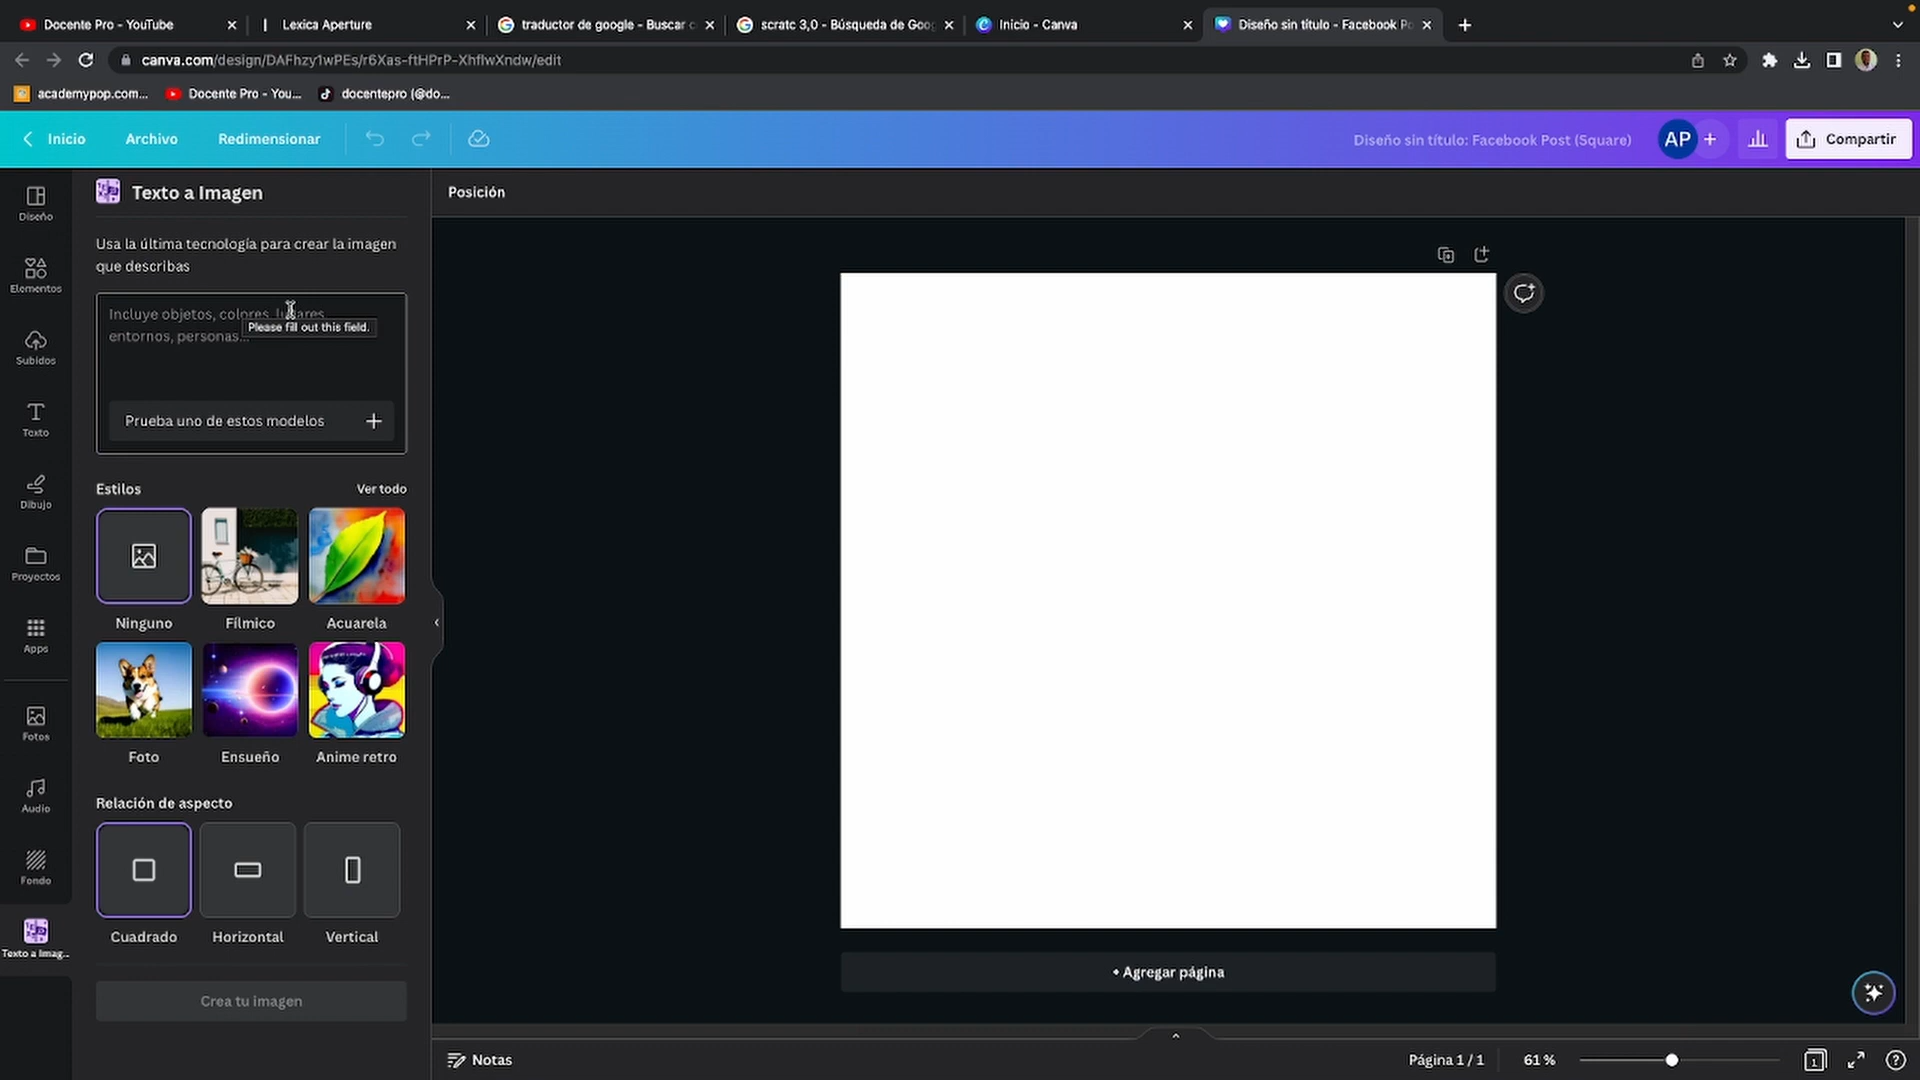 Docente Pro - YouTube
Lexica Aperture
traductor de google - Buscar c
scratc 3,0 - Búsqueda de Goog
Inicio - Canva
Diseño sin título - Facebook Po
canva.com/design/DAFhzy1wPEs/r6Xas-ftHPrP-XhflwXndw/edit
academypop.com...
Docente Pro - You...
docentepro (@do...
Inicio
Archivo
Redimensionar
Diseño sin título: Facebook Post (Square)
AP
Compartir
Diseño
Elementos
Subidos
Texto
Dibujo
Proyectos
Apps
Fotos
Audio
Fondo
Texto a Imag...
Texto a Imagen
Usa la última tecnología para crear la imagen
que describas
Incluye objetos, colores, lugares,
entornos, personas...
Please fill out this field.
Prueba uno de estos modelos
Estilos
Ver todo
Ninguno
Fílmico
Acuarela
Foto
Ensueño
Anime retro
Relación de aspecto
Cuadrado
Horizontal
Vertical
Crea tu imagen
Posición
+ Agregar página
Notas
Página 1 / 1
61 %
1